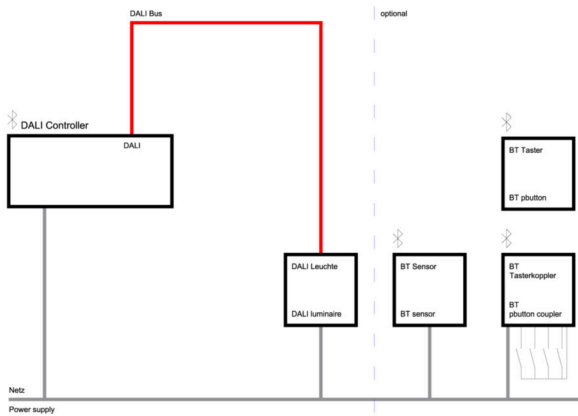 DALI Bus
optional
DALI Controller
DALI
BT Taster
BT pbutton
DALI Leuchte
DALI luminaire
BT Sensor
BT sensor
BT
Tasterkoppler
BT
pbutton coupler
Netz
Power supply